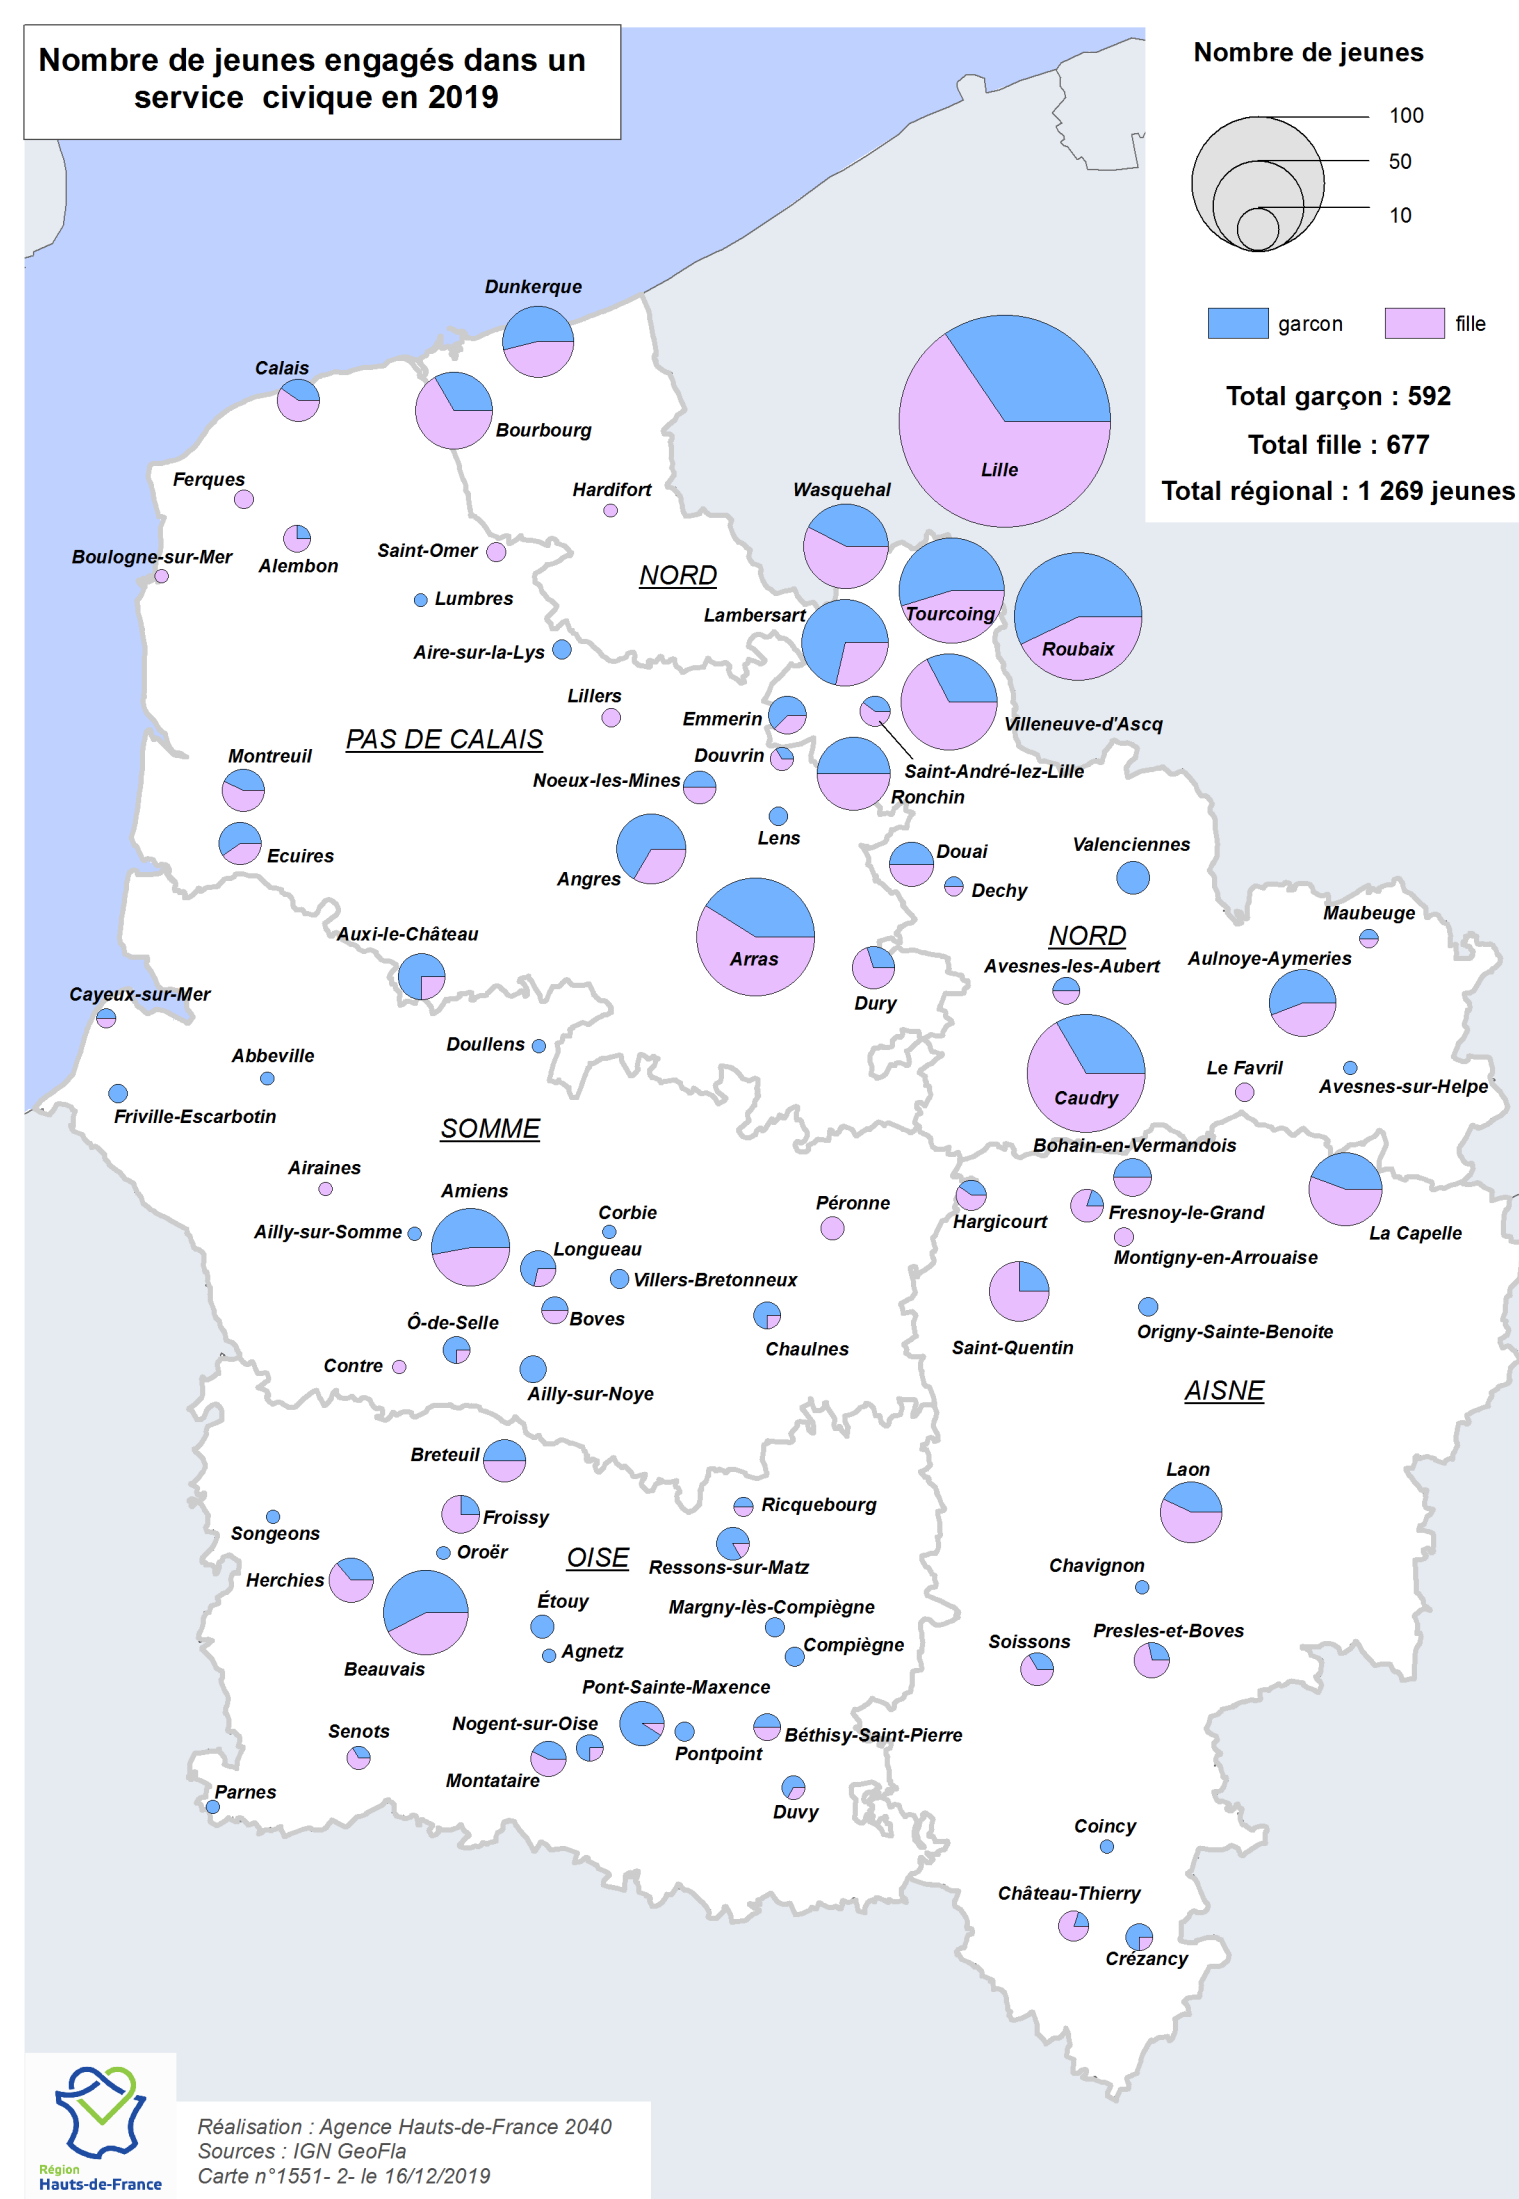 Nombre de jeunes engagés dans un
service  civique en 2019
Nombre de jeunes
100
50
10
garcon
fille
Total garçon : 592
Total fille : 677
Total régional : 1 269 jeunes
Dunkerque
Calais
Bourbourg
Lille
Ferques
Hardifort
Wasquehal
Boulogne-sur-Mer
Alembon
Saint-Omer
NORD
Lumbres
Lambersart
Tourcoing
Roubaix
Aire-sur-la-Lys
Lillers
Emmerin
Villeneuve-d'Ascq
PAS DE CALAIS
Montreuil
Douvrin
Saint-André-lez-Lille
Noeux-les-Mines
Ronchin
Lens
Ecuires
Angres
Douai
Valenciennes
Dechy
Maubeuge
Auxi-le-Château
NORD
Arras
Aulnoye-Aymeries
Avesnes-les-Aubert
Cayeux-sur-Mer
Dury
Doullens
Abbeville
Le Favril
Avesnes-sur-Helpe
Caudry
Friville-Escarbotin
SOMME
Bohain-en-Vermandois
Airaines
Amiens
Péronne
Corbie
Fresnoy-le-Grand
Hargicourt
Ailly-sur-Somme
La Capelle
Longueau
Montigny-en-Arrouaise
Villers-Bretonneux
Ô-de-Selle
Boves
Origny-Sainte-Benoite
Chaulnes
Saint-Quentin
Contre
Ailly-sur-Noye
AISNE
Breteuil
Laon
Ricquebourg
Froissy
Songeons
Oroër
OISE
Ressons-sur-Matz
Chavignon
Herchies
Étouy
Margny-lès-Compiègne
Presles-et-Boves
Soissons
Compiègne
Agnetz
Beauvais
Pont-Sainte-Maxence
Nogent-sur-Oise
Senots
Béthisy-Saint-Pierre
Pontpoint
Montataire
Parnes
Duvy
Coincy
Château-Thierry
Crézancy
Région
Hauts-de-France
Réalisation : Agence Hauts-de-France 2040
Sources : IGN GeoFla
Carte n°1551- 2- le 16/12/2019